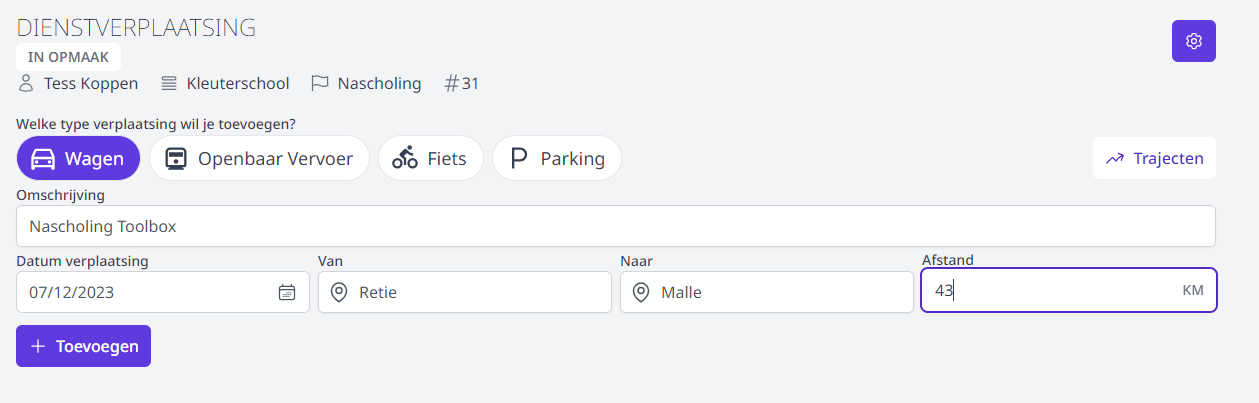 DIENSTVERPLAATSING
IN OPMAAK
Tess Koppen Kleuterschool Nascholing #31
Welke type verplaatsing wil je toevoegen?
Wagen Openbaar Vervoer Fiets Parking Trajecten
Omschrijving
Nascholing Toolbox
Datum verplaatsing Van Naar Afstand
07/12/2023 Retie Malle 43 KM
+ Toevoegen